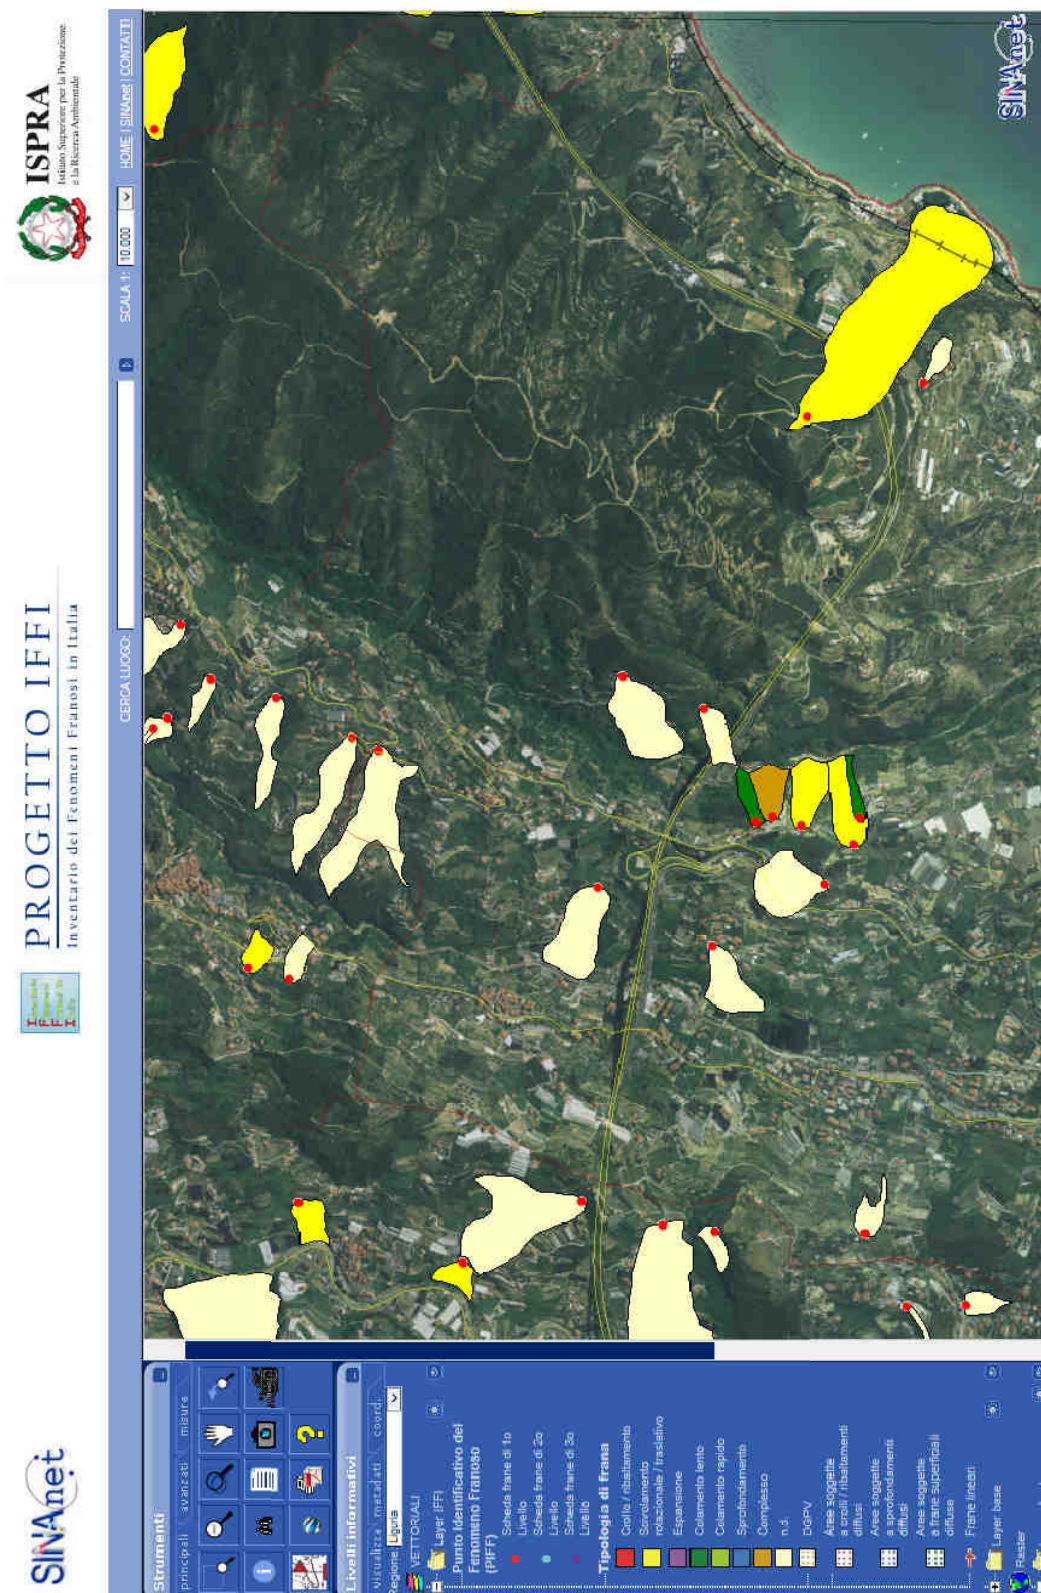 SINAnet
Inventario
Fenomeni
Franosi in
Italia
PROGETTO IFFI
Inventario dei Fenomeni Franosi in Italia
ISPRA
Istituto Superiore per la Protezione
e la Ricerca Ambientale
CERCA LUOGO:
SCALA 1: 10.000
HOME | SINAnet | CONTATTI
Strumenti
principali avanzati misure
Livelli informativi
visualizza metadati coord.
Regione: Liguria
VETTORIALI
Layer IFFI
Punto Identificativo del
Fenomeno Franoso
(PIFF)
Scheda frane di 1o
Livello
Scheda frane di 2o
Livello
Scheda frane di 3o
Livello
Tipologia di frana
Crollo / ribaltamento
Scivolamento
rotazionale / traslativo
Espansione
Colamento lento
Colamento rapido
Sprofondamento
Complesso
n.d.
DGPV
Aree soggette
a crolli / ribaltamenti
diffusi
Aree soggette
a sprofondamenti
diffusi
Aree soggette
a frane superficiali
diffuse
Frane lineari
Layer base
Raster
SINAnet